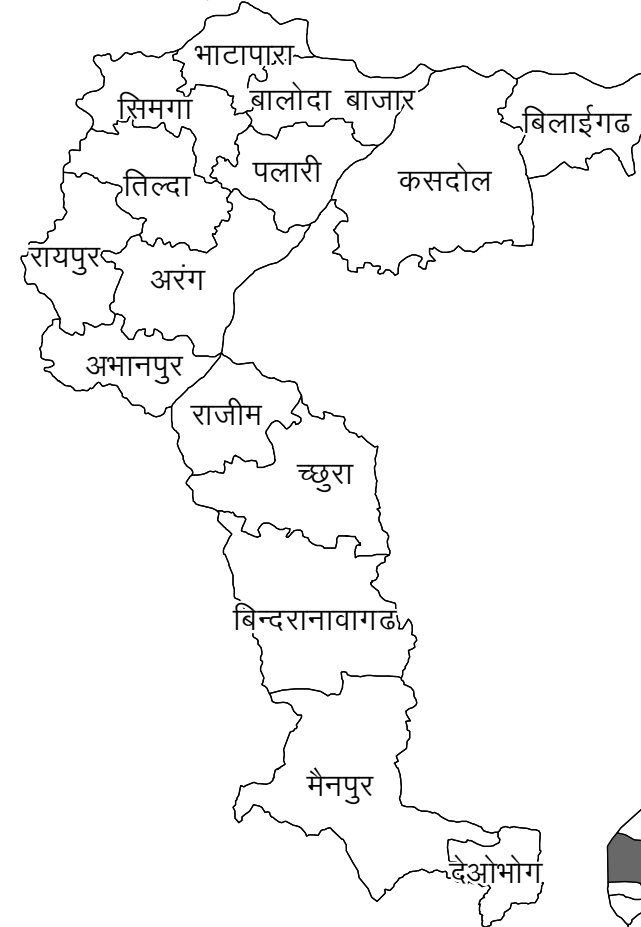 भाटापारा
सिमगा
बालोदा बाजार
बिलाईगढ
पलारी
कसदोल
तिल्दा
रायपुर
अरंग
अभानपुर
राजीम
च्छुरा
बिन्दरानावागढ
मैनपुर
देओभोग